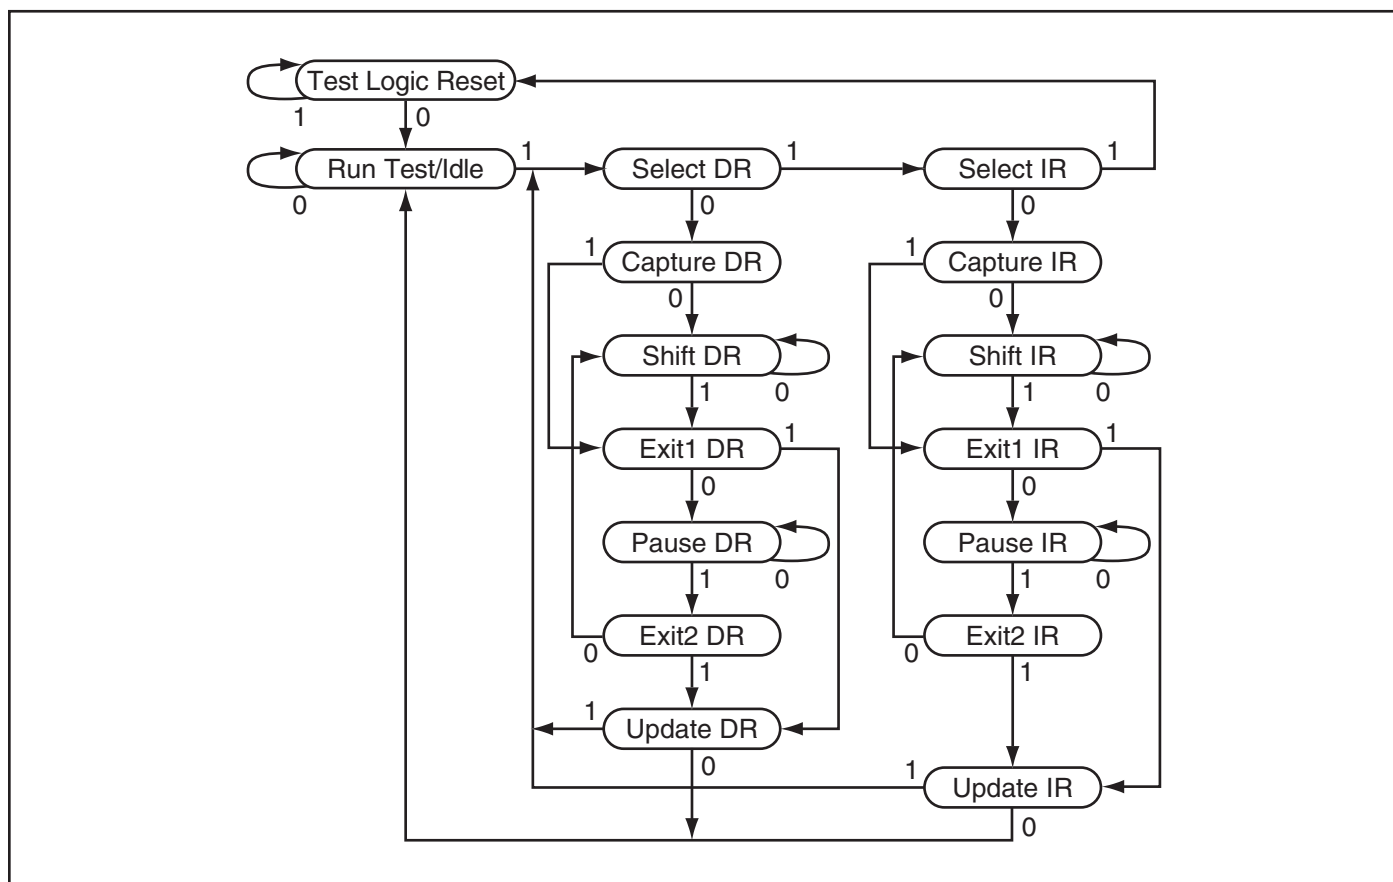 Test Logic Reset
1
0
Run Test/Idle
1
Select DR
1
Select IR
1
0
0
0
1
Capture DR
1
Capture IR
0
0
Shift DR
Shift IR
1
0
1
0
Exit1 DR
1
Exit1 IR
1
0
0
Pause DR
Pause IR
1
0
1
0
Exit2 DR
Exit2 IR
0
1
0
1
1
Update DR
0
1
Update IR
0